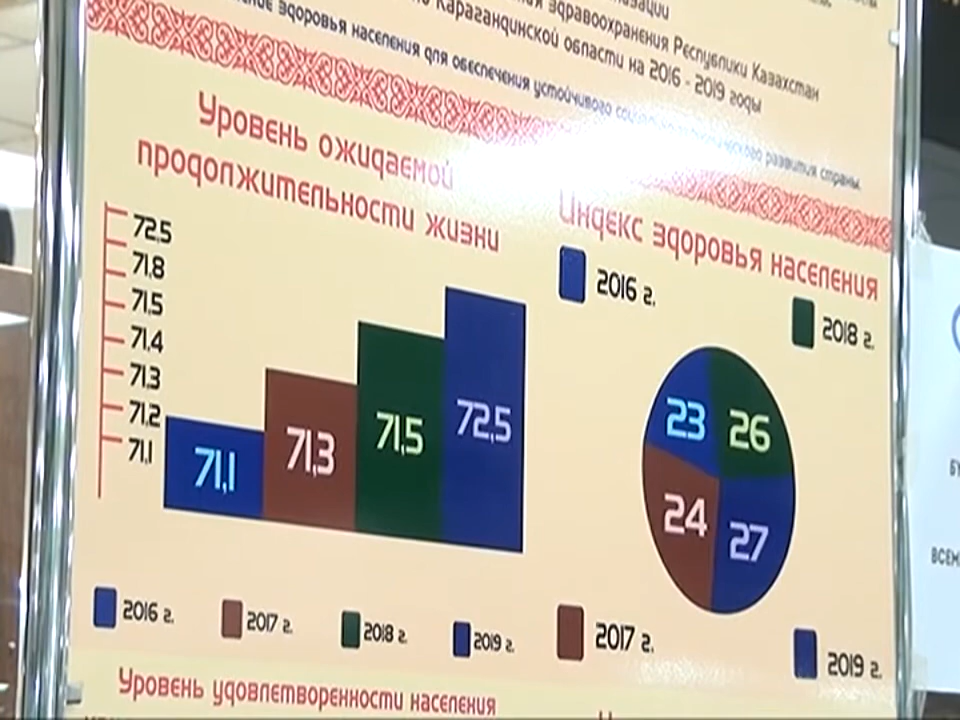 здравоохранения Республики Казахстан
Карагандинской области на 2016 - 2019 годы
здоровья населения для обеспечения устойчивого развития страны.
Уровень ожидаемой
продолжительности жизни
72,5
71,8
71,5
71,4
71,3
71,2
71,1
71,1
71,3
71,5
72,5
2016 г.
2017 г.
2018 г.
2019 г.
Индекс здоровья населения
2016 г.
2018 г.
23
26
24
27
2017 г.
2019 г.
Уровень удовлетворенности населения